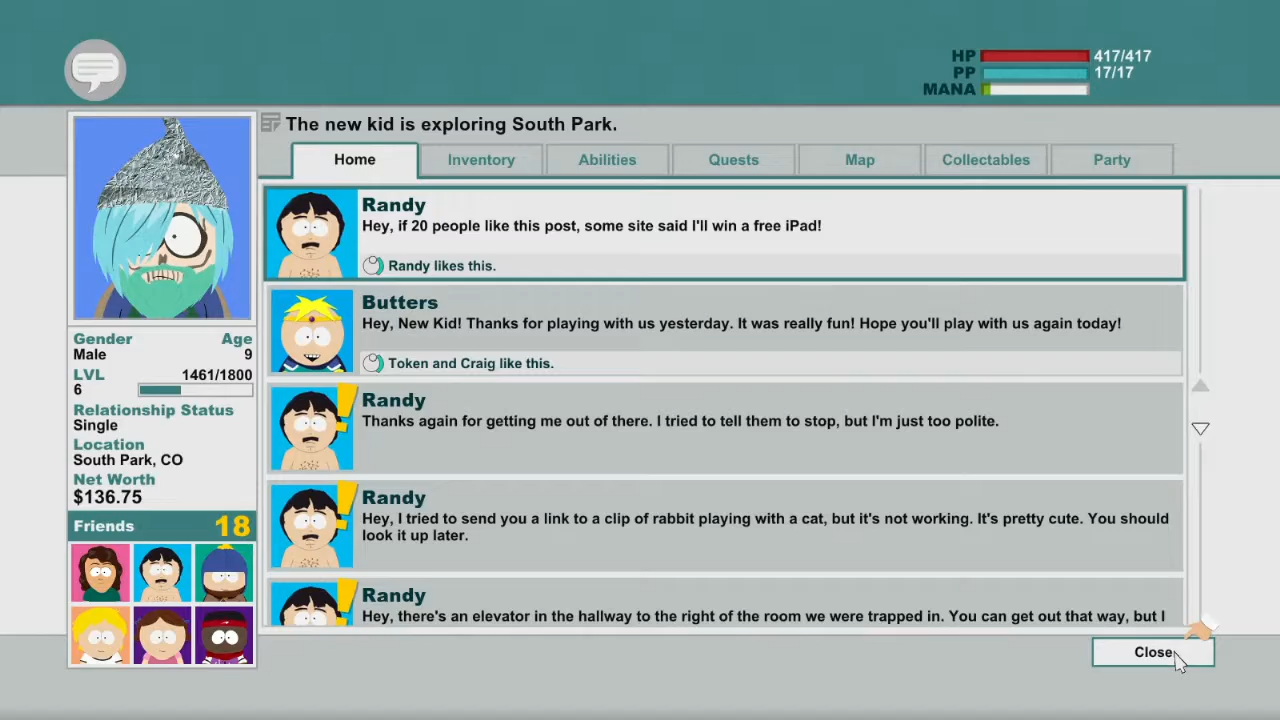 HP 417/417
PP 17/17
MANA
The new kid is exploring South Park.
Home Inventory Abilities Quests Map Collectables Party
Gender Age
Male 9
LVL 1461/1800
6
Relationship Status
Single
Location
South Park, CO
Net Worth
$136.75
Friends 18
Randy
Hey, if 20 people like this post, some site said I'll win a free iPad!
Randy likes this.
Butters
Hey, New Kid! Thanks for playing with us yesterday. It was really fun! Hope you'll play with us again today!
Token and Craig like this.
Randy
Thanks again for getting me out of there. I tried to tell them to stop, but I'm just too polite.
Randy
Hey, I tried to send you a link to a clip of rabbit playing with a cat, but it's not working. It's pretty cute. You should
look it up later.
Randy
Hey, there's an elevator in the hallway to the right of the room we were trapped in. You can get out that way, but I
Close